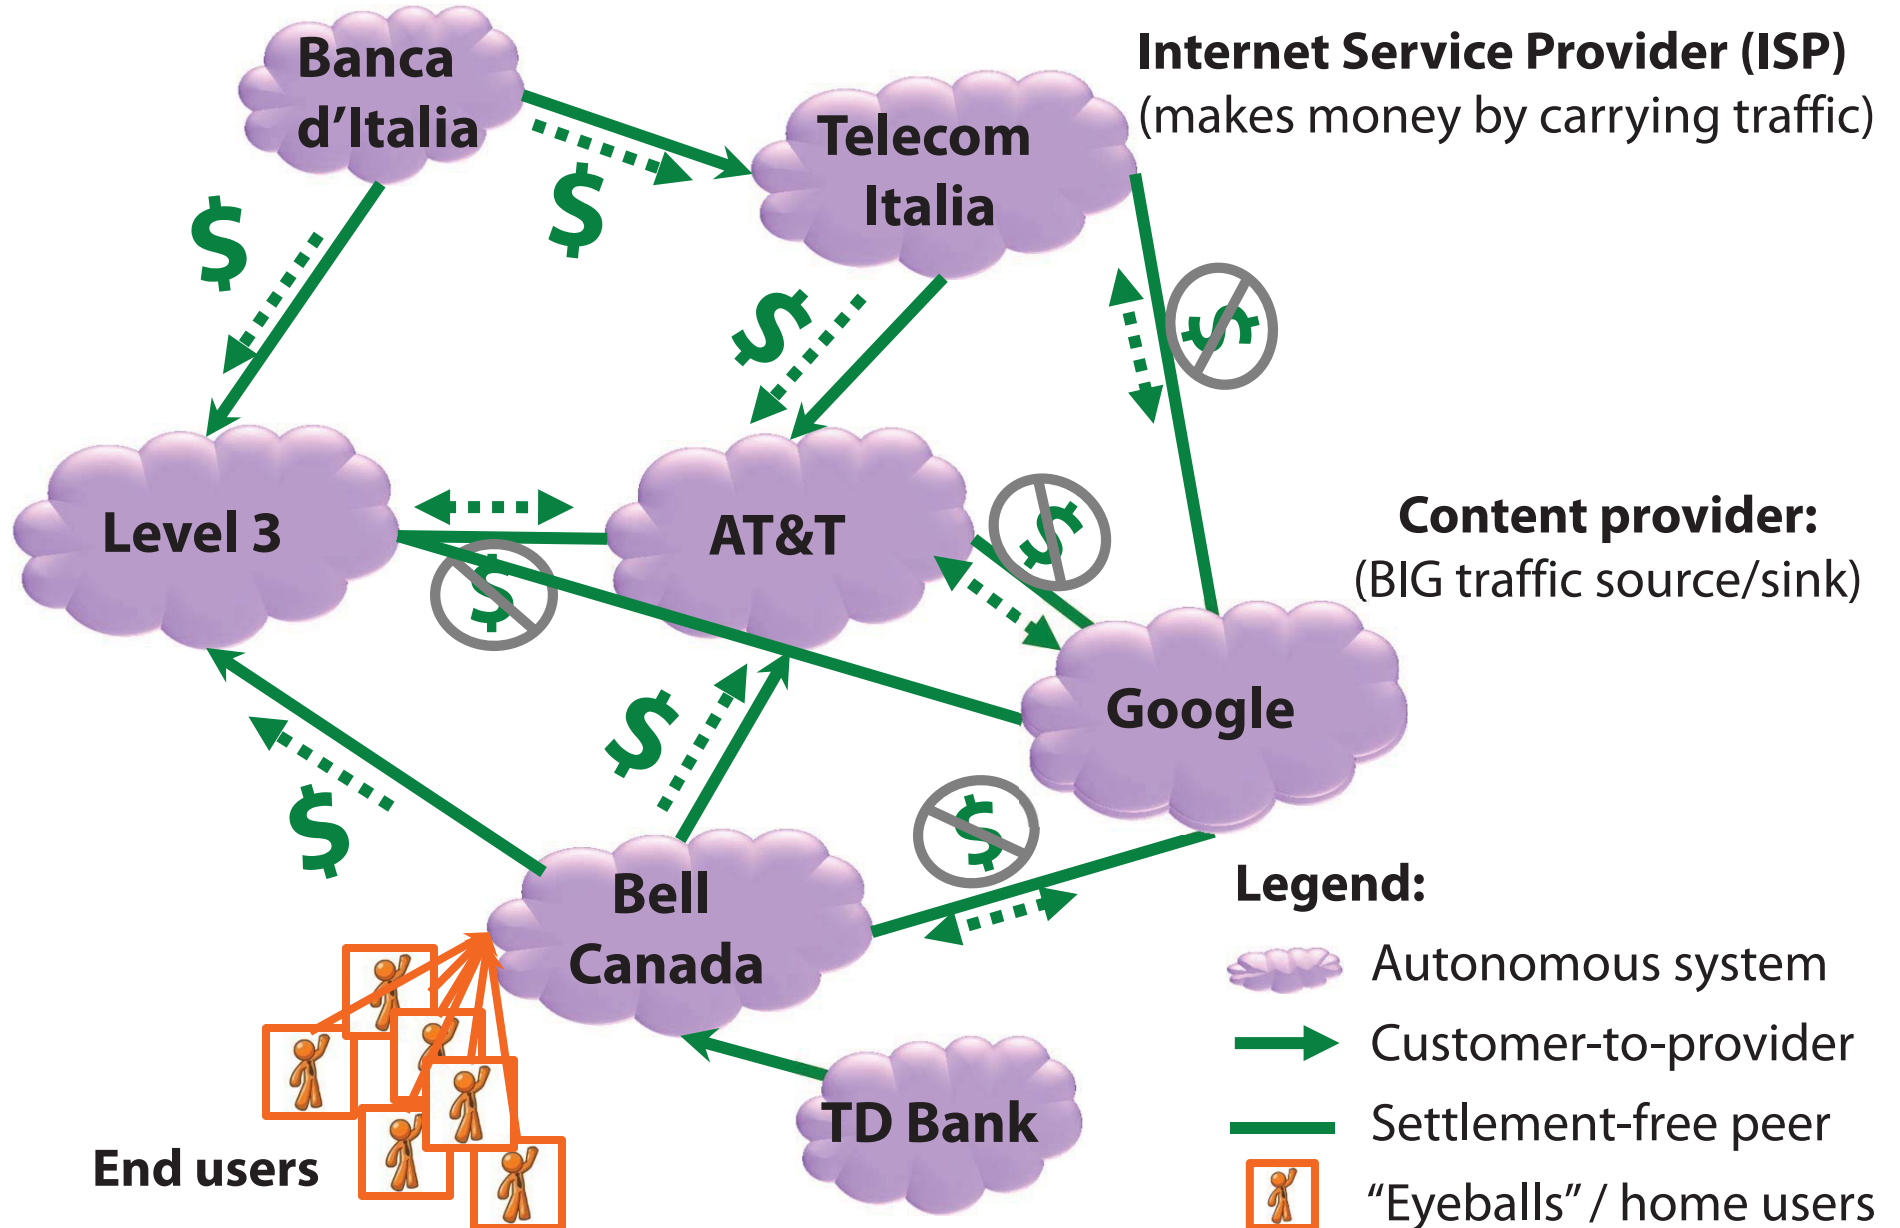 Banca
d’Italia
Telecom
Italia
Internet Service Provider (ISP)
(makes money by carrying traffic)
$
$
$
$
Level 3
AT&T
$
$
Content provider:
(BIG traffic source/sink)
Google
$
$
$
Bell
Canada
TD Bank
End users
Legend:
Autonomous system
Customer-to-provider
Settlement-free peer
“Eyeballs” / home users